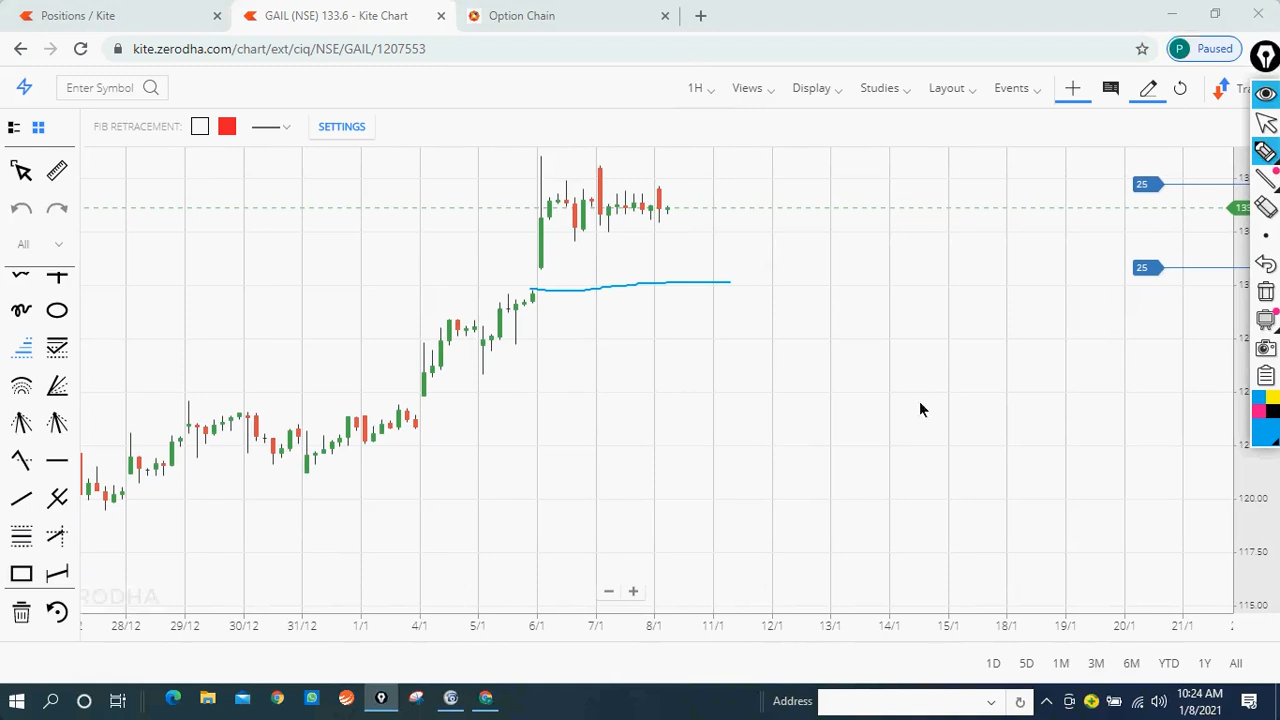 Positions / Kite
GAIL (NSE) 133.6 - Kite Chart
Option Chain
kite.zerodha.com/chart/ext/ciq/NSE/GAIL/1207553
P Paused
Enter Symbol
1H
Views
Display
Studies
Layout
Events
FIB RETRACEMENT:
SETTINGS
All
25
25
120.00
117.50
115.00
ZERODHA
28/12 29/12 30/12 31/12 1/1 4/1 5/1 6/1 7/1 8/1 11/1 12/1 13/1 14/1 15/1 18/1 19/1 20/1 21/1
1D 5D 1M 3M 6M YTD 1Y All
Address
10:24 AM
1/8/2021